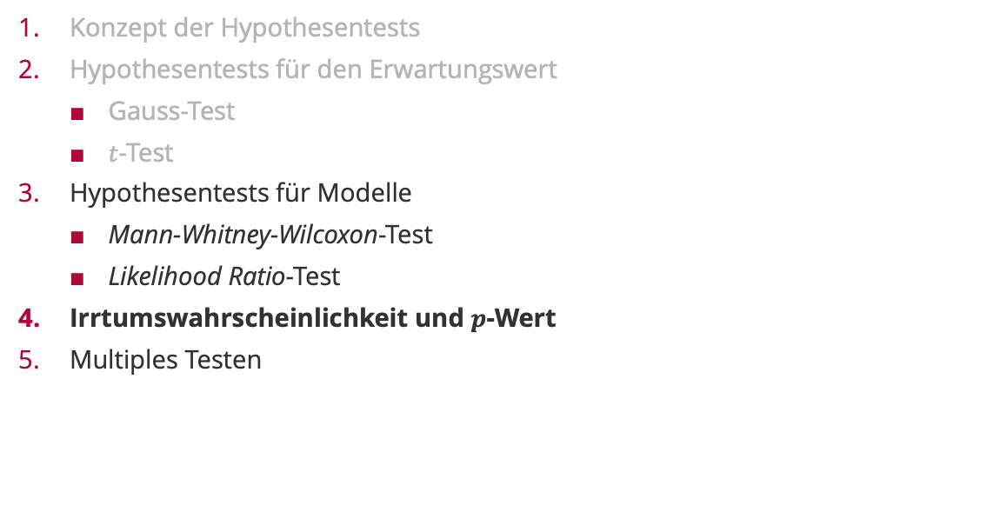 1. Konzept der Hypothesentests
2. Hypothesentests für den Erwartungswert
■ Gauss-Test
■ t-Test
3. Hypothesentests für Modelle
■ Mann-Whitney-Wilcoxon-Test
■ Likelihood Ratio-Test
4. Irrtumswahrscheinlichkeit und p-Wert
5. Multiples Testen